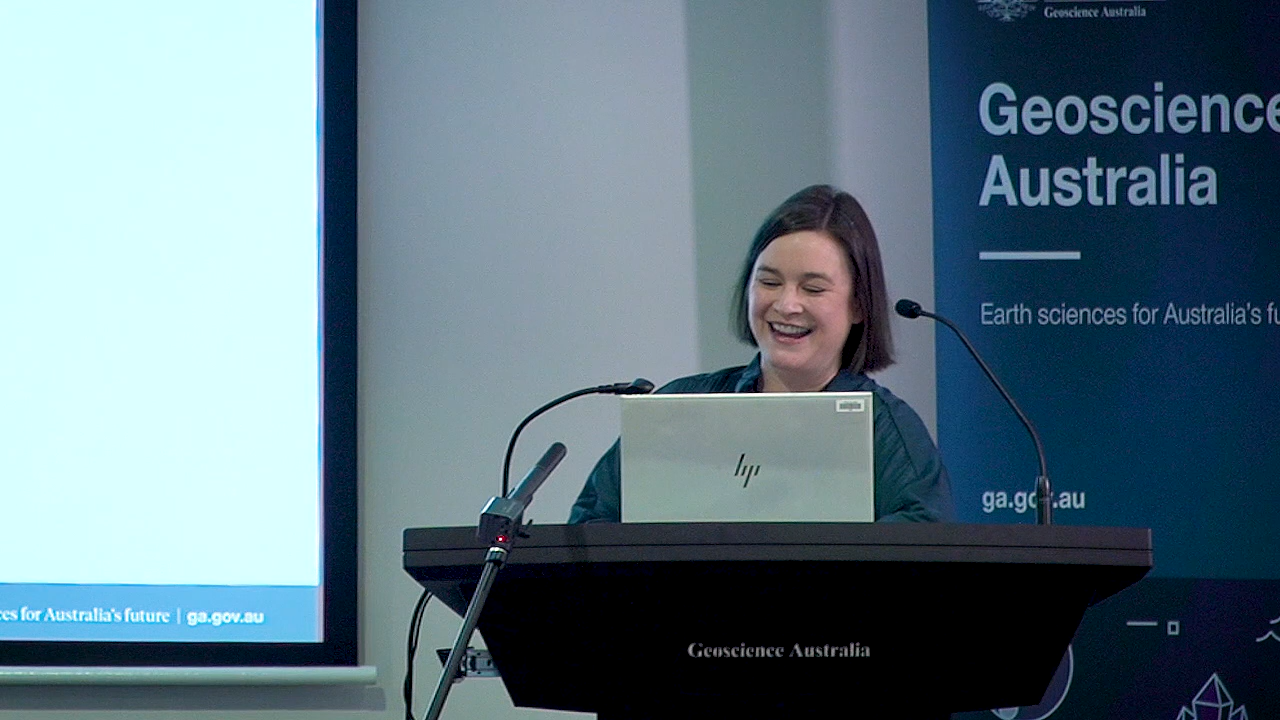 Geoscience Australia
Geoscience
Australia
Earth sciences for Australia's fu
ga.gov.au
hp
ces for Australia's future | ga.gov.au
Geoscience Australia